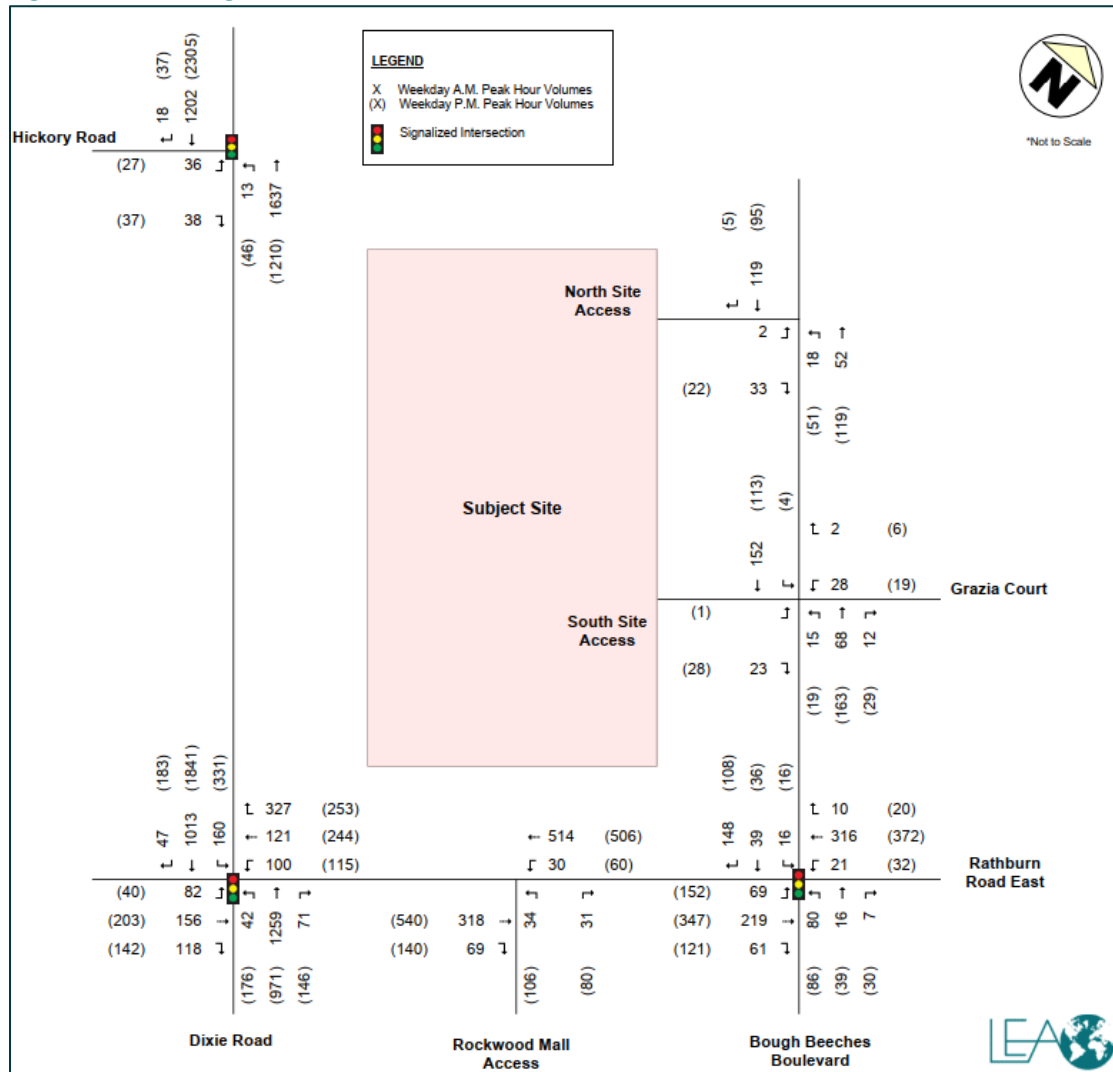 LEGEND
X Weekday A.M. Peak Hour Volumes
(X) Weekday P.M. Peak Hour Volumes
Signalized Intersection
N
*Not to Scale
Hickory Road
18 (37)
1202 (2305)
(27) 36
(37) 38
13 (46)
1637 (1210)
North Site
Access
(5)
119 (95)
2
(22) 33
18 (51)
52 (119)
Subject Site
South Site
Access
Grazia Court
152 (113)
(4)
2 (6)
28 (19)
(1)
(28) 23
15 (19)
68 (163)
12 (29)
47 (183)
1013 (1841)
160 (331)
327 (253)
121 (244)
100 (115)
(40) 82
(203) 156
(142) 118
42 (176)
1259 (971)
71 (146)
Dixie Road
514 (506)
30 (60)
(540) 318
(140) 69
34 (106)
31 (80)
Rockwood Mall
Access
148 (108)
39 (36)
16 (16)
10 (20)
316 (372)
21 (32)
Rathburn
Road East
(152) 69
(347) 219
(121) 61
80 (86)
16 (39)
7 (30)
Bough Beeches
Boulevard
LEA